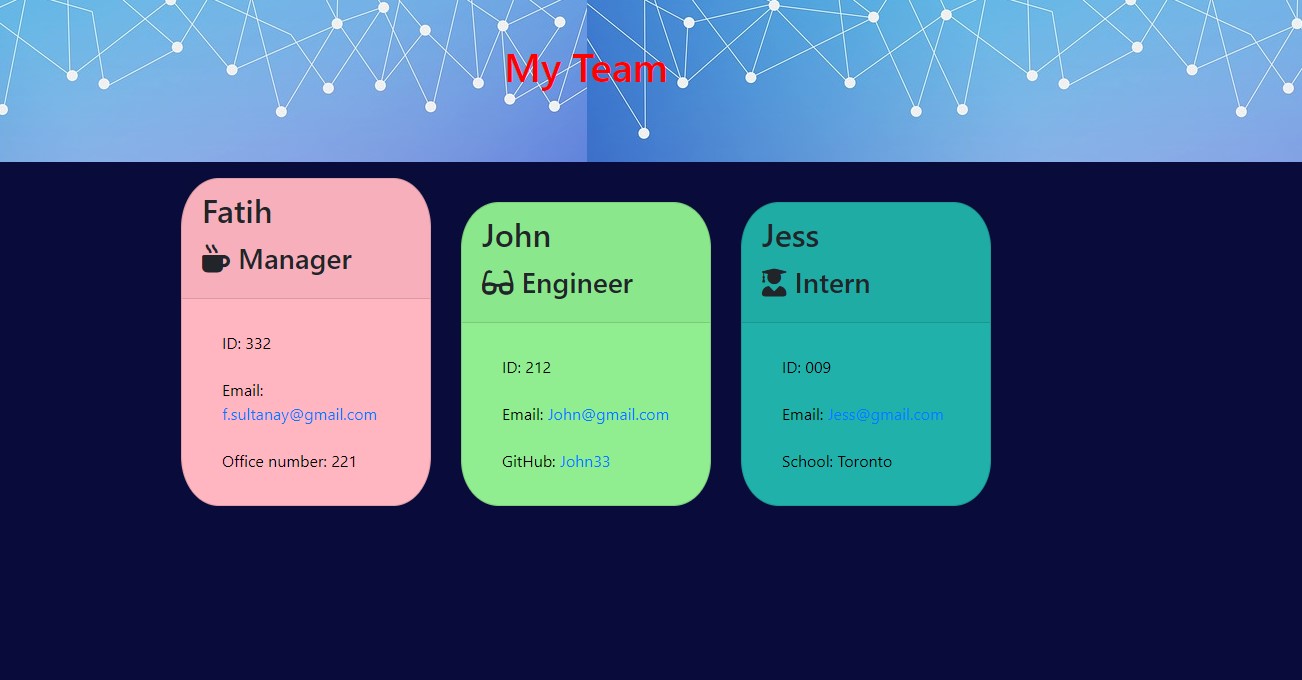 My Team
Fatih
Manager
ID: 332
Email:
f.sultanay@gmail.com
Office number: 221
John
Engineer
ID: 212
Email: John@gmail.com
GitHub: John33
Jess
Intern
ID: 009
Email: Jess@gmail.com
School: Toronto